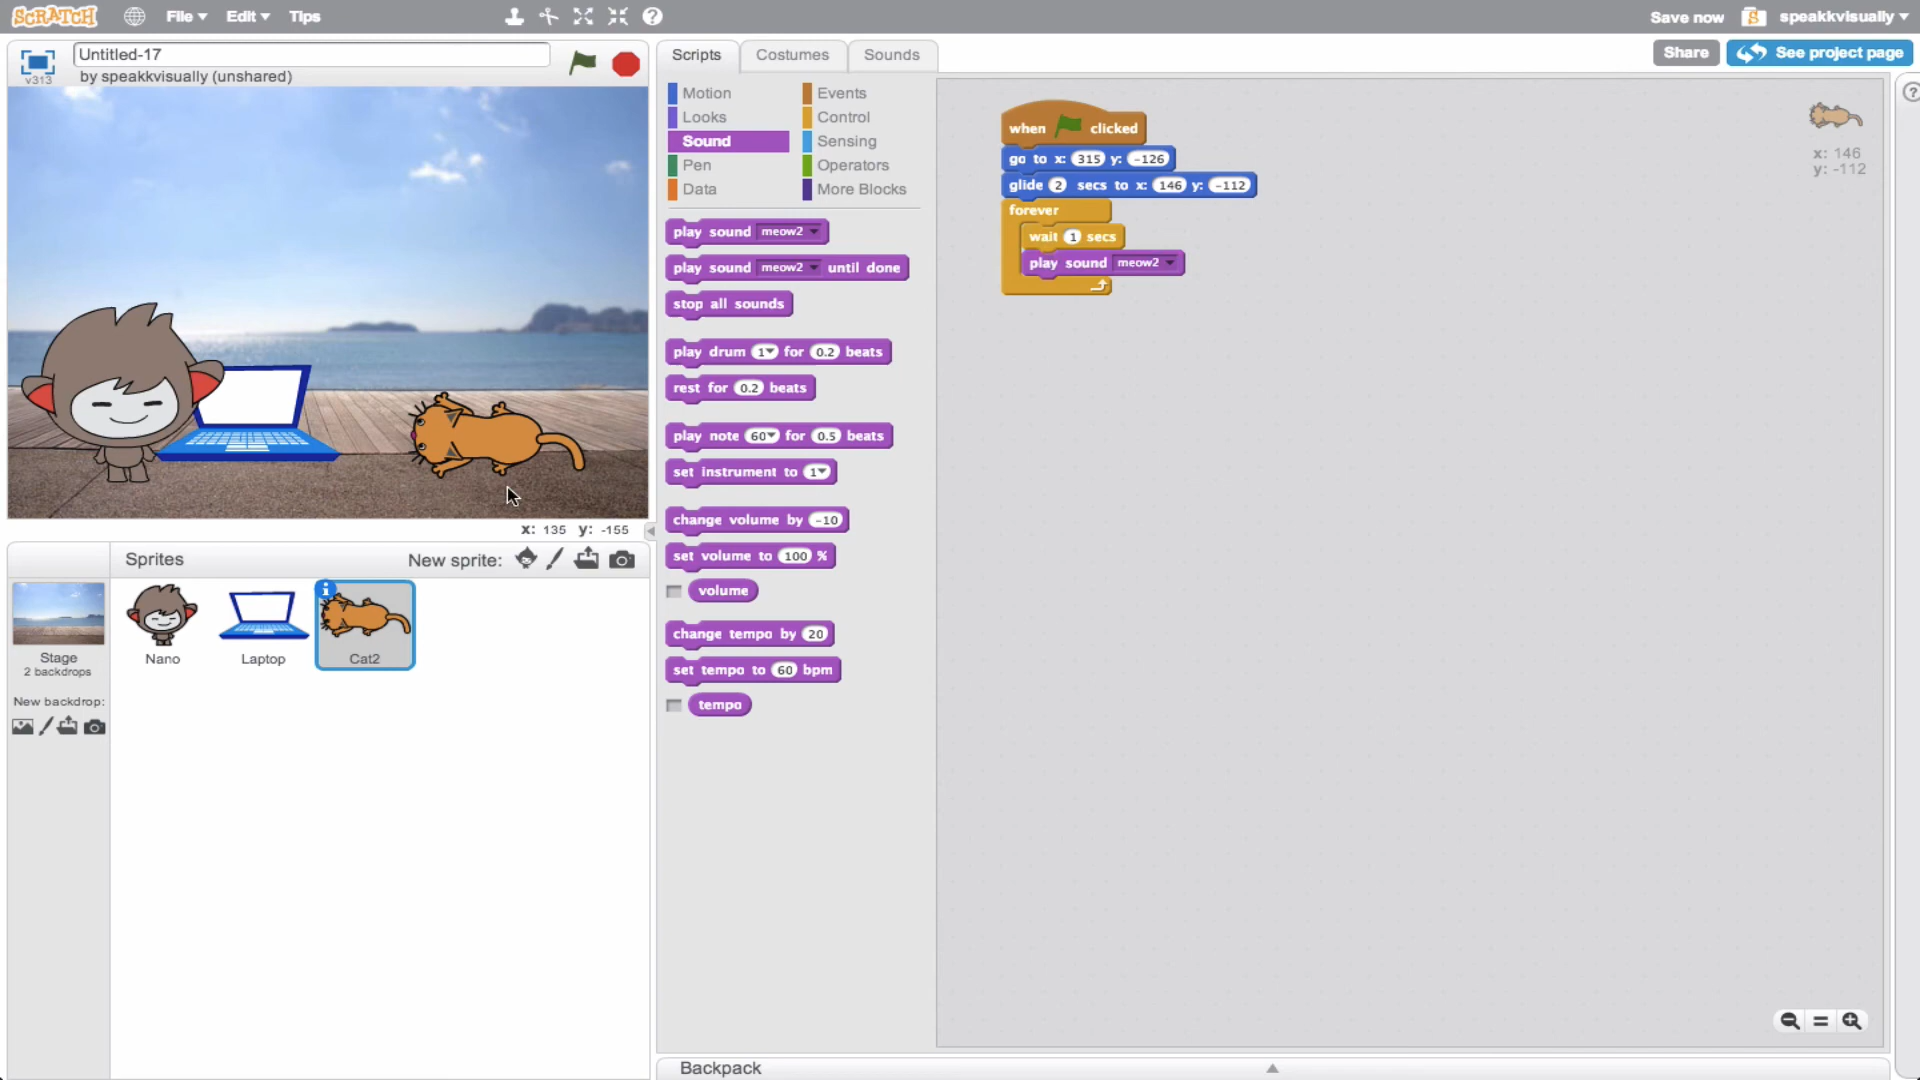 SCRATCH File Edit Tips Save now S speakkvisually
v313
Untitled-17
by speakkvisually (unshared)
Scripts Costumes Sounds Share See project page
Motion Events
Looks Control
Sound Sensing
Pen Operators
Data More Blocks
play sound meow2
play sound meow2 until done
stop all sounds
play drum 1 for 0.2 beats
rest for 0.2 beats
play note 60 for 0.5 beats
set instrument to 1
change volume by -10
set volume to 100 %
volume
change tempo by 20
set tempo to 60 bpm
tempo
when clicked
go to x: 315 y: -126
glide 2 secs to x: 146 y: -112
forever
wait 1 secs
play sound meow2
x: 146
y: -112
x: 135 y: -155
Sprites New sprite:
Stage
2 backdrops
New backdrop:
Nano Laptop Cat2
Backpack